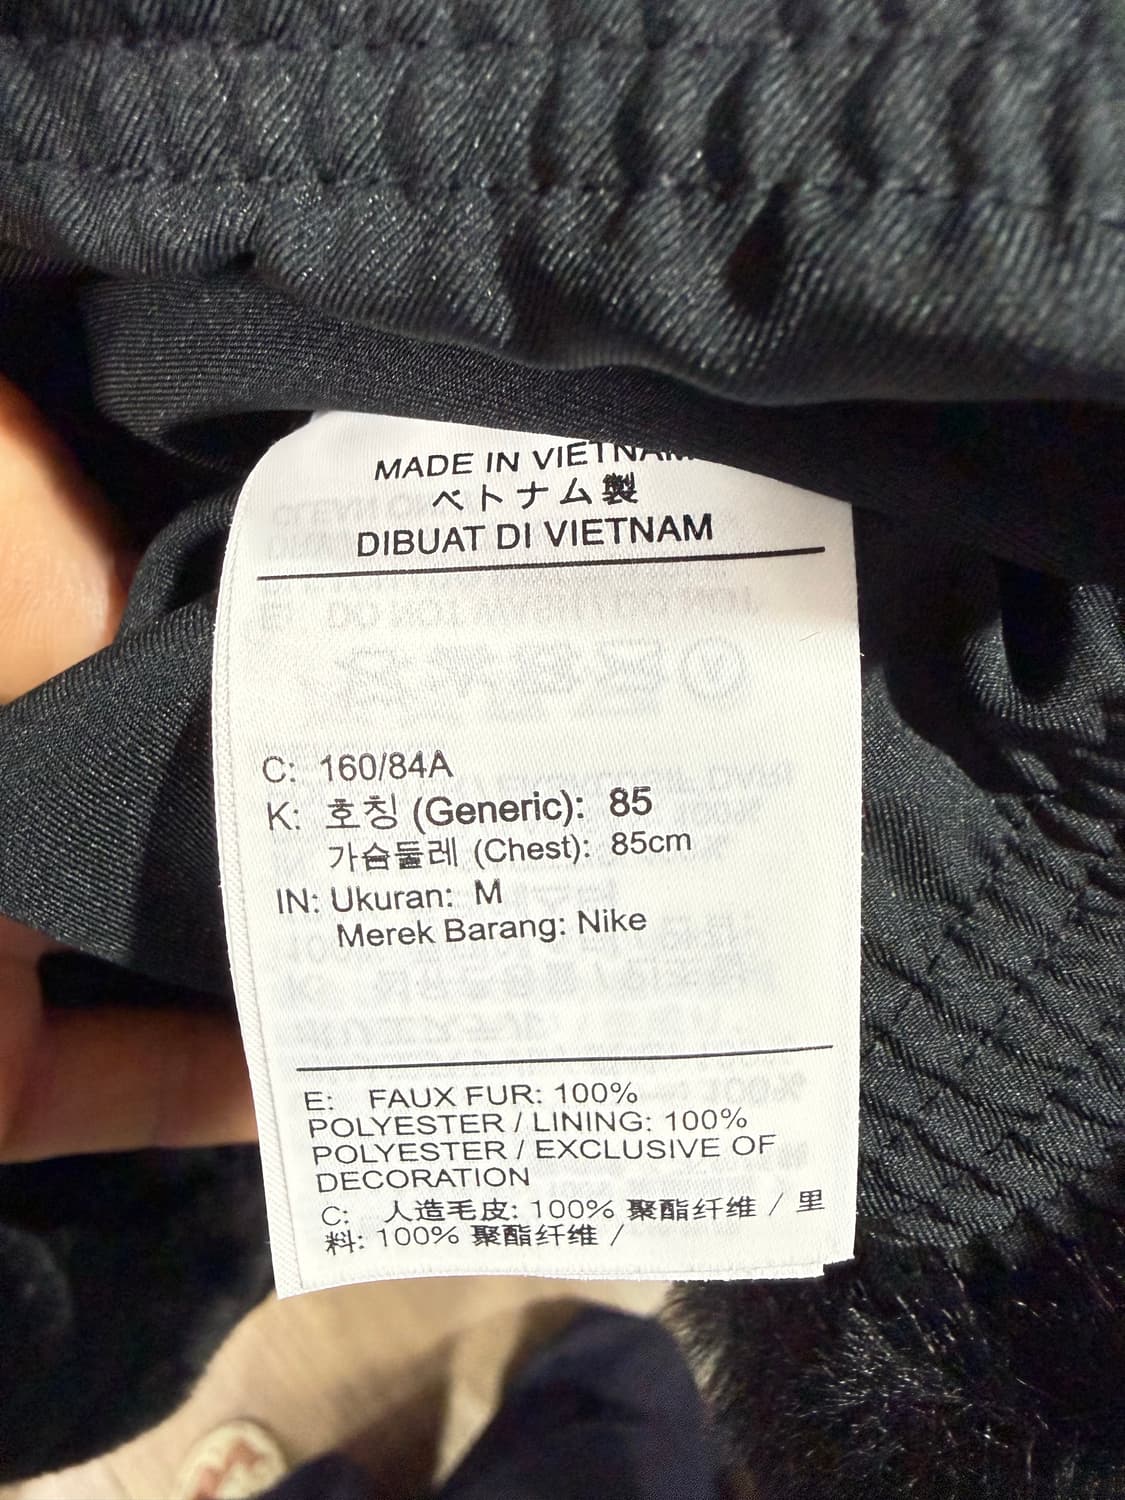 MADE IN VIETNAM
ベトナム製
DIBUAT DI VIETNAM
C: 160/84A
K: 호칭 (Generic): 85
가슴둘레 (Chest): 85cm
IN: Ukuran: M
Merek Barang: Nike
E: FAUX FUR: 100%
POLYESTER / LINING: 100%
POLYESTER / EXCLUSIVE OF
DECORATION
C: 人造毛皮: 100% 聚酯纤维 / 里
料: 100% 聚酯纤维 /